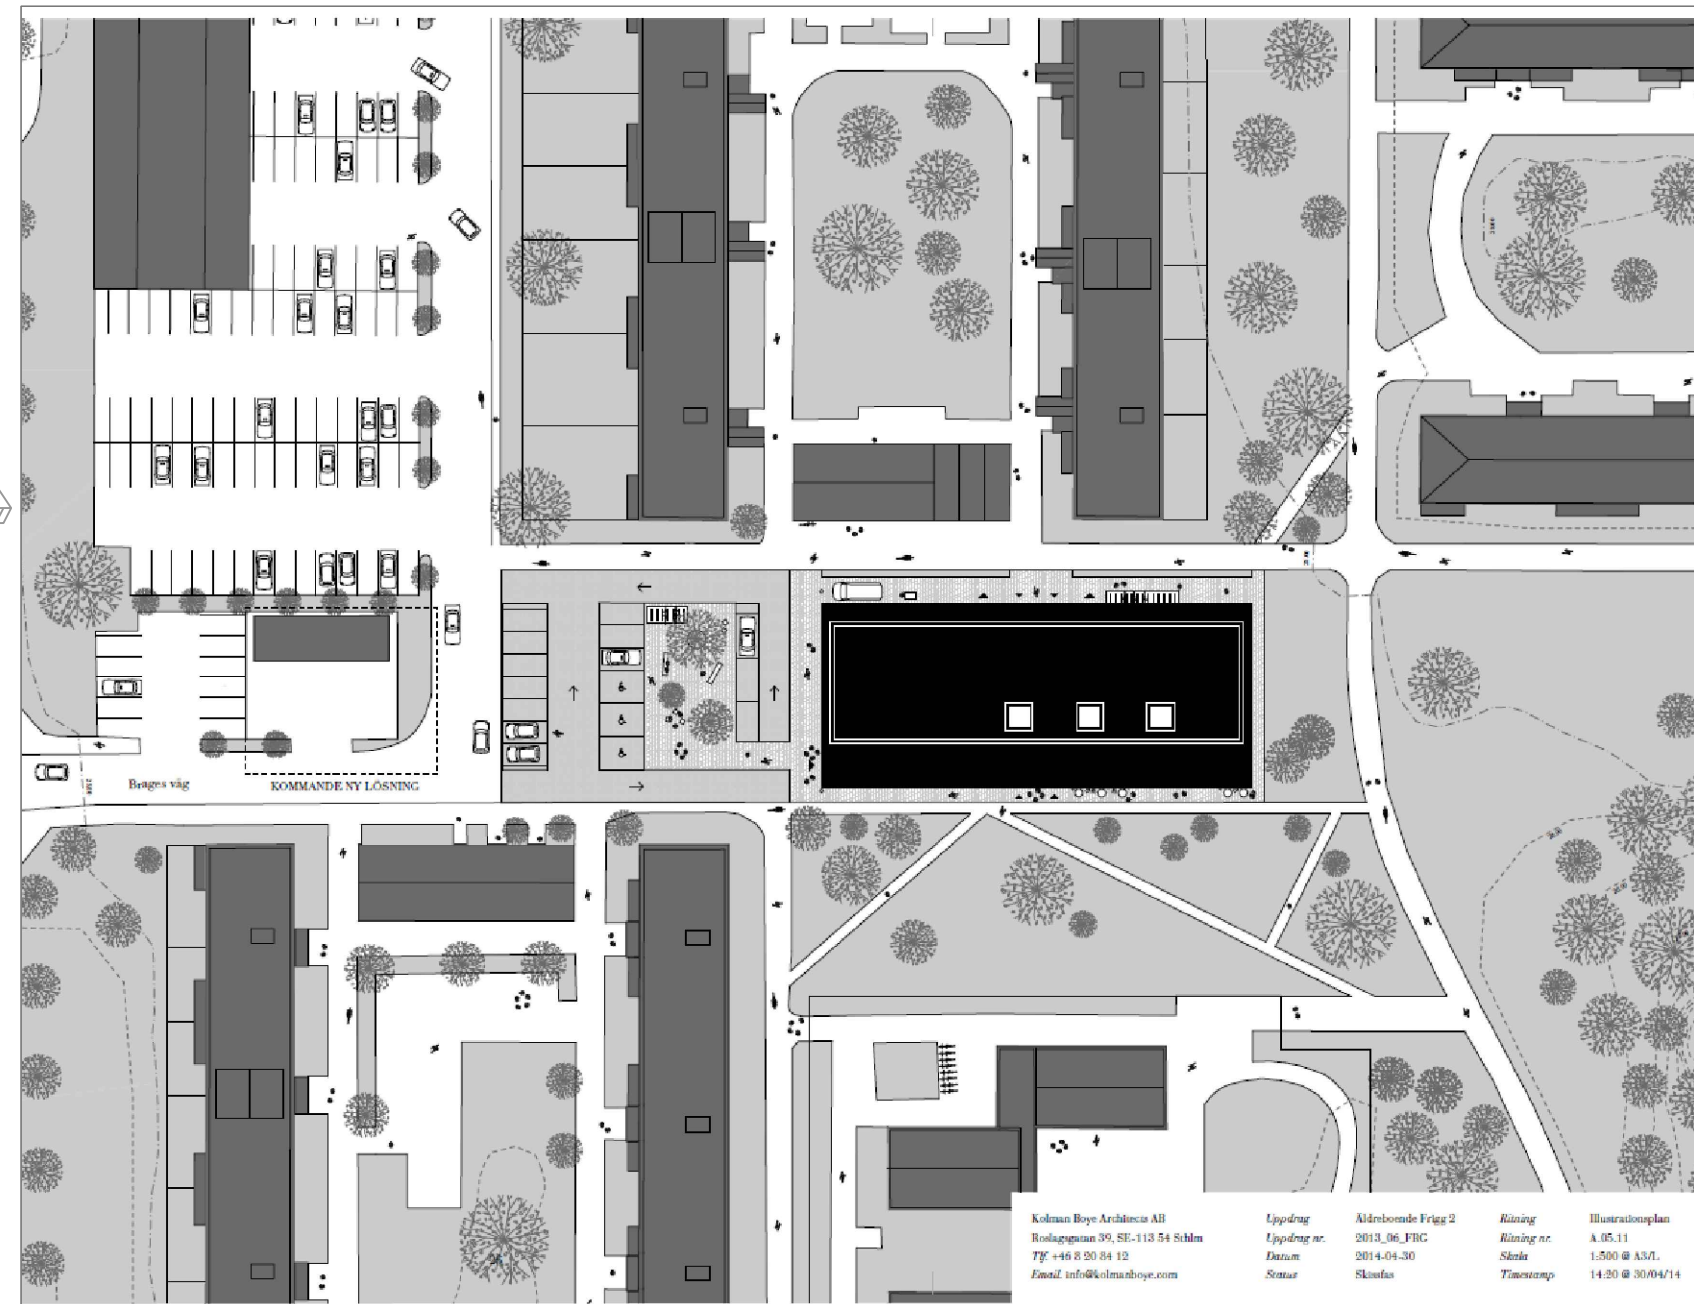 Brages väg
KOMMANDE NY LÖSNING
Kolman Boye Architects AB
Roslagsgatan 39, SE-113 54 Sthlm
Tlf. +46 8 20 84 12
Email. info@kolmanboye.com
Uppdrag Äldreboende Frigg 2
Uppdrag nr. 2013_06_FRG
Datum 2014-04-30
Status Skissfas
Ritning Illustrationsplan
Ritning nr. A.05.11
Skala 1:500 @ A3/L
Timestamp 14:20 @ 30/04/14